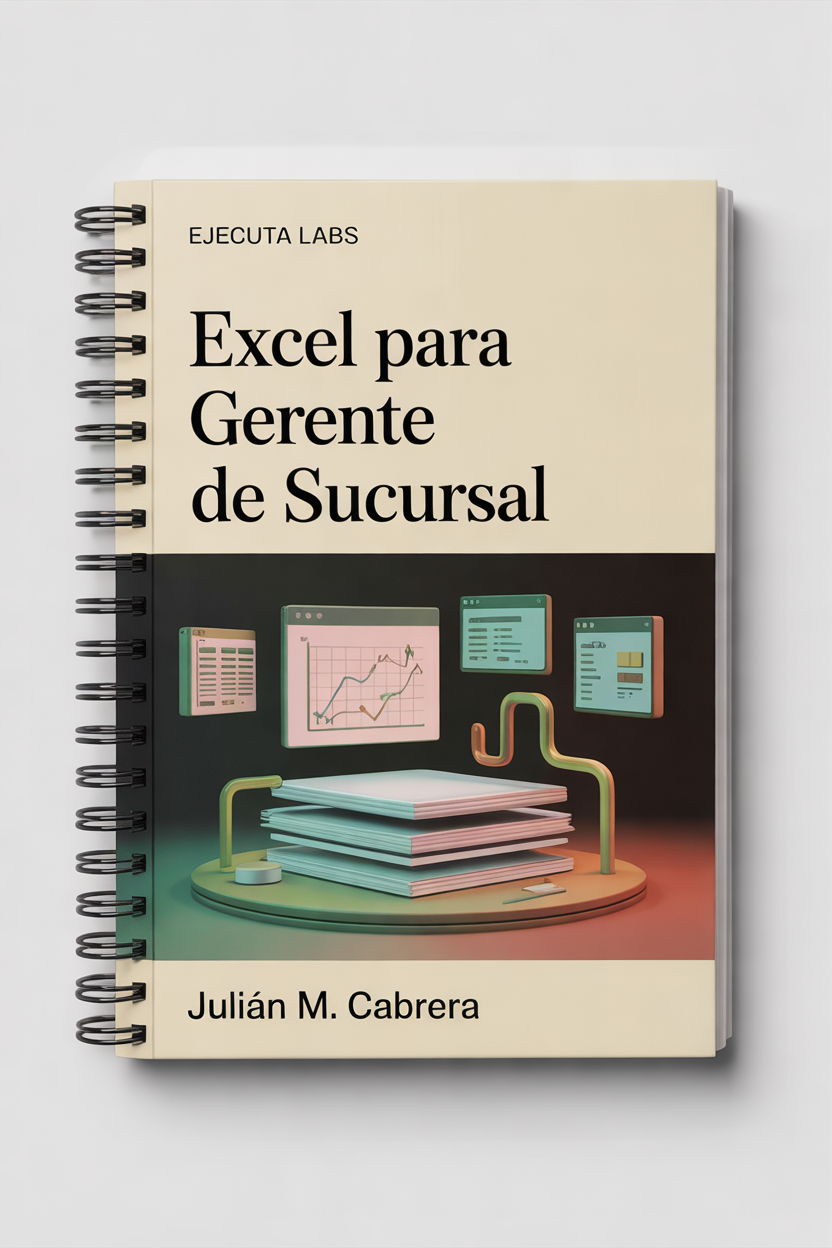 EJECUTA LABS
Excel para
Gerente
de Sucursal
Julián M. Cabrera